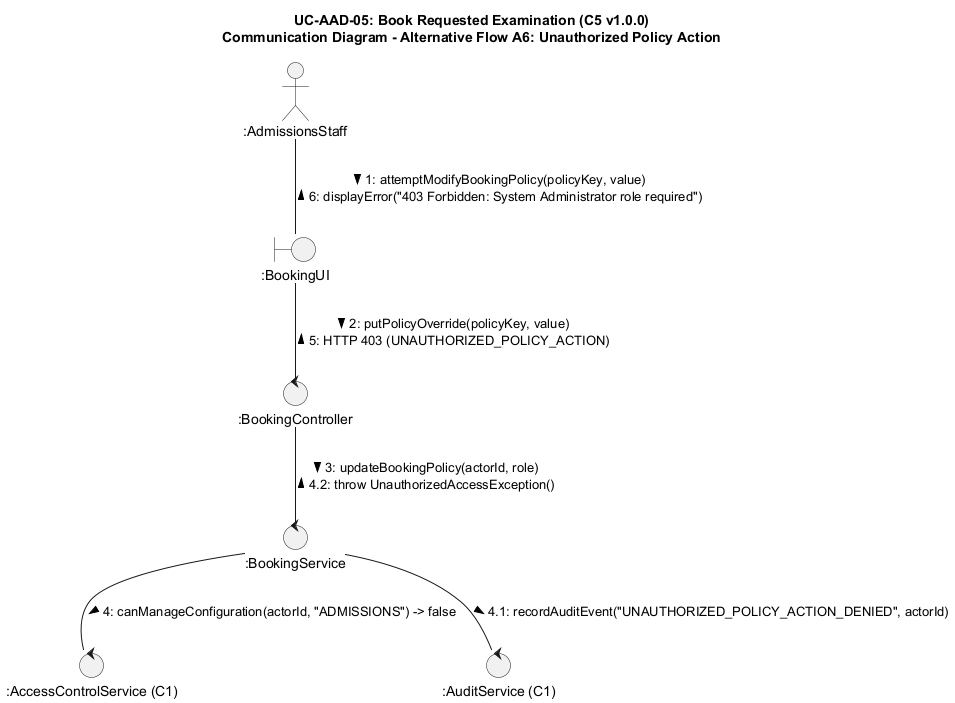 UC-AAD-05: Book Requested Examination (C5 v1.0.0)
Communication Diagram - Alternative Flow A6: Unauthorized Policy Action
:AdmissionsStaff
1: attemptModifyBookingPolicy(policyKey, value)
6: displayError("403 Forbidden: System Administrator role required")
:BookingUI
2: putPolicyOverride(policyKey, value)
5: HTTP 403 (UNAUTHORIZED_POLICY_ACTION)
:BookingController
3: updateBookingPolicy(actorId, role)
4.2: throw UnauthorizedAccessException()
:BookingService
4: canManageConfiguration(actorId, "ADMISSIONS") -> false
4.1: recordAuditEvent("UNAUTHORIZED_POLICY_ACTION_DENIED", actorId)
:AccessControlService (C1)
:AuditService (C1)